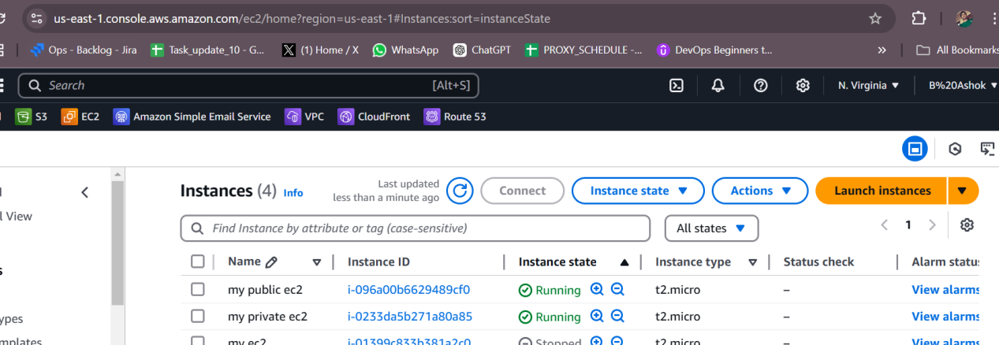 us-east-1.console.aws.amazon.com/ec2/home?region=us-east-1#Instances:sort=instanceState
Ops - Backlog - Jira Task_update_10 - G... (1) Home / X WhatsApp ChatGPT PROXY_SCHEDULE -... DevOps Beginners t... » All Bookmarks
Search [Alt+S] N. Virginia B%20Ashok
S3 EC2 Amazon Simple Email Service VPC CloudFront Route 53
Instances (4) Info Last updated less than a minute ago Connect Instance state Actions Launch instances
View
Find Instance by attribute or tag (case-sensitive) All states 1
Name Instance ID Instance state Instance type Status check Alarm status
my public ec2 i-096a00b6629489cf0 Running t2.micro – View alarms
my private ec2 i-0233da5b271a80a85 Running t2.micro – View alarms
my ec2 i-01399c833b381a2c0 Stopped t2.micro – View alarms